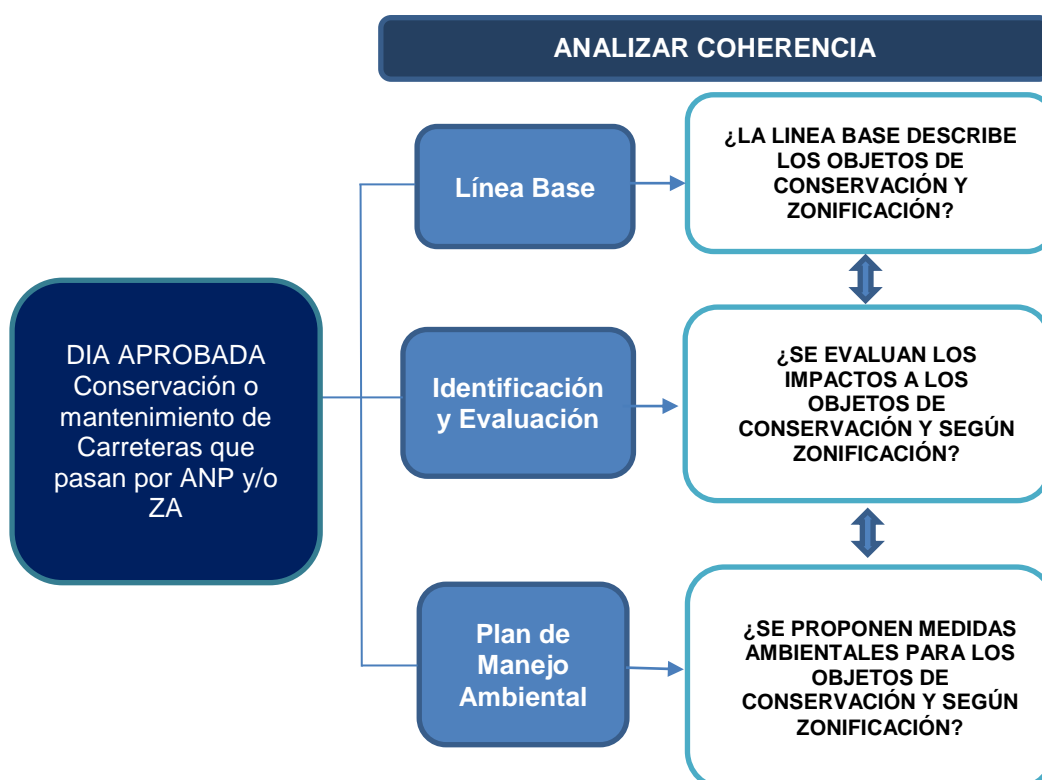 ANALIZAR COHERENCIA
Línea Base
¿LA LINEA BASE DESCRIBE
LOS OBJETOS DE
CONSERVACIÓN Y
ZONIFICACIÓN?
DIA APROBADA
Conservación o
mantenimiento de
Carreteras que
pasan por ANP y/o
ZA
Identificación
y Evaluación
¿SE EVALUAN LOS
IMPACTOS A LOS
OBJETOS DE
CONSERVACIÓN Y SEGÚN
ZONIFICACIÓN?
Plan de
Manejo
Ambiental
¿SE PROPONEN MEDIDAS
AMBIENTALES PARA LOS
OBJETOS DE
CONSERVACIÓN Y SEGÚN
ZONIFICACIÓN?